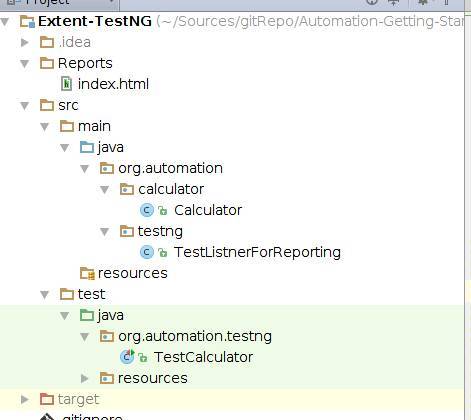 Project
Extent-TestNG (~/Sources/gitRepo/Automation-Getting-Star
.idea
Reports
index.html
src
main
java
org.automation
calculator
Calculator
testng
TestListnerForReporting
resources
test
java
org.automation.testng
TestCalculator
resources
target
.gitignore